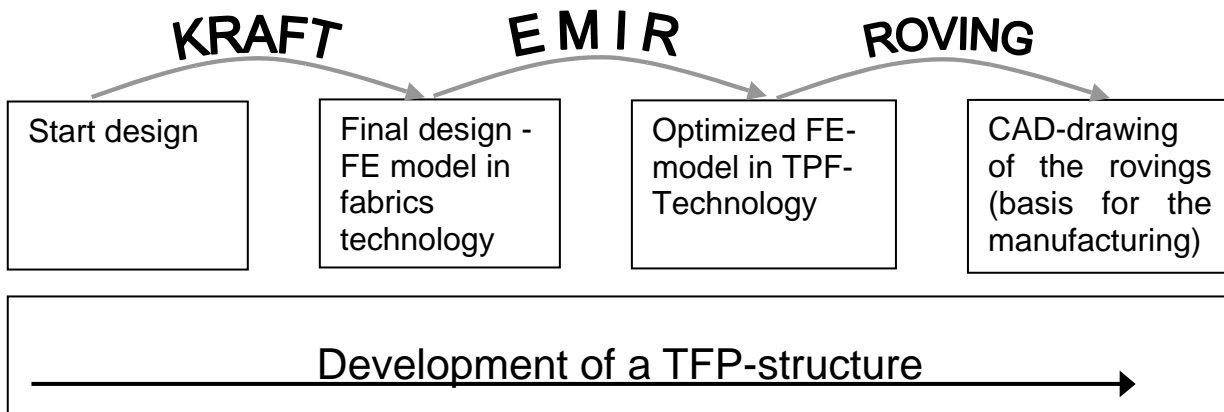 KRAFT
EMIR
ROVING
Start design
Final design -
FE model in
fabrics
technology
Optimized FE-
model in TPF-
Technology
CAD-drawing
of the rovings
(basis for the
manufacturing)
Development of a TFP-structure